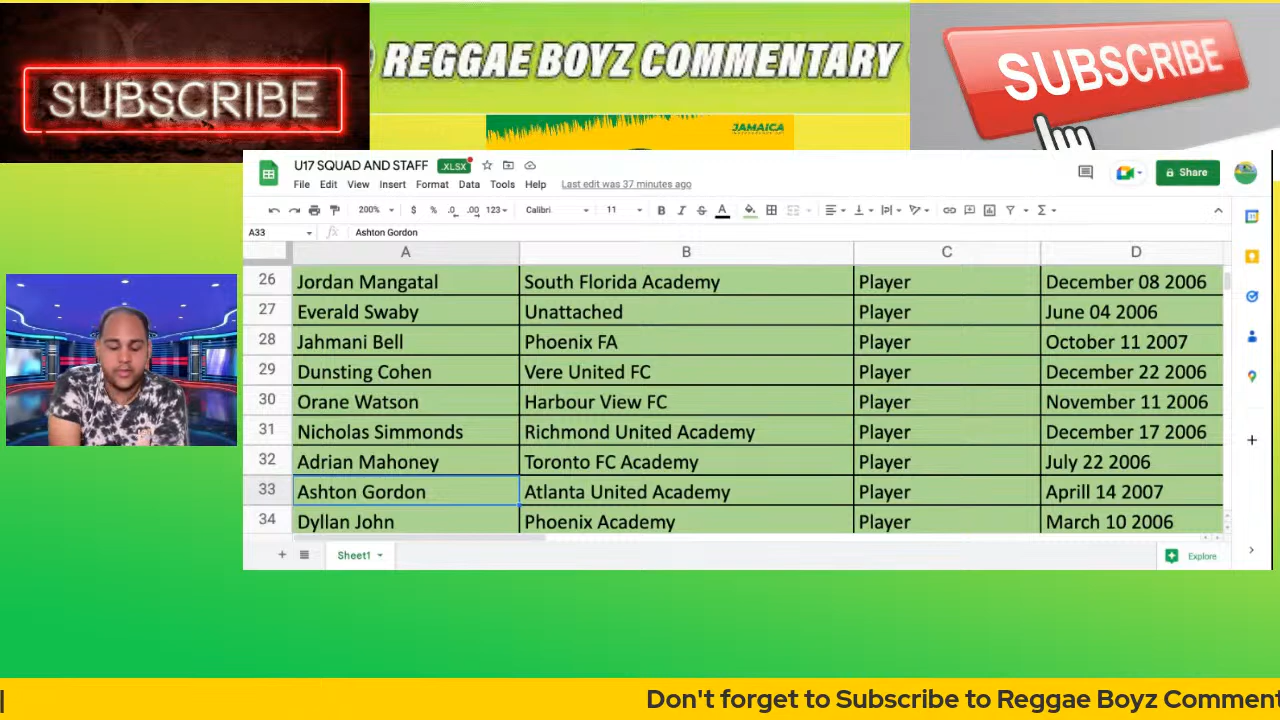 SUBSCRIBE
REGGAE BOYZ COMMENTARY
SUBSCRIBE
JAMAICA
U17 SQUAD AND STAFF .XLSX
File Edit View Insert Format Data Tools Help Last edit was 37 minutes ago
Share
200% $ % .0 .00 123 Calibri 11 B I S A
A33 fx Ashton Gordon
A B C D
26 Jordan Mangatal South Florida Academy Player December 08 2006
27 Everald Swaby Unattached Player June 04 2006
28 Jahmani Bell Phoenix FA Player October 11 2007
29 Dunsting Cohen Vere United FC Player December 22 2006
30 Orane Watson Harbour View FC Player November 11 2006
31 Nicholas Simmonds Richmond United Academy Player December 17 2006
32 Adrian Mahoney Toronto FC Academy Player July 22 2006
33 Ashton Gordon Atlanta United Academy Player Aprill 14 2007
34 Dyllan John Phoenix Academy Player March 10 2006
Sheet1
Explore
| Don't forget to Subscribe to Reggae Boyz Comment